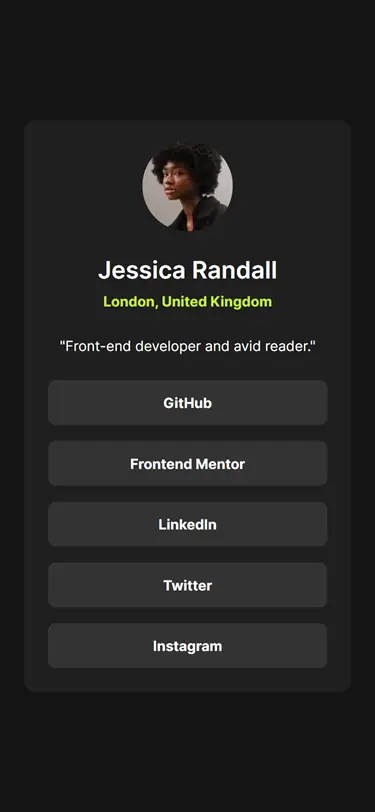 Jessica Randall
London, United Kingdom
"Front-end developer and avid reader."
GitHub
Frontend Mentor
LinkedIn
Twitter
Instagram